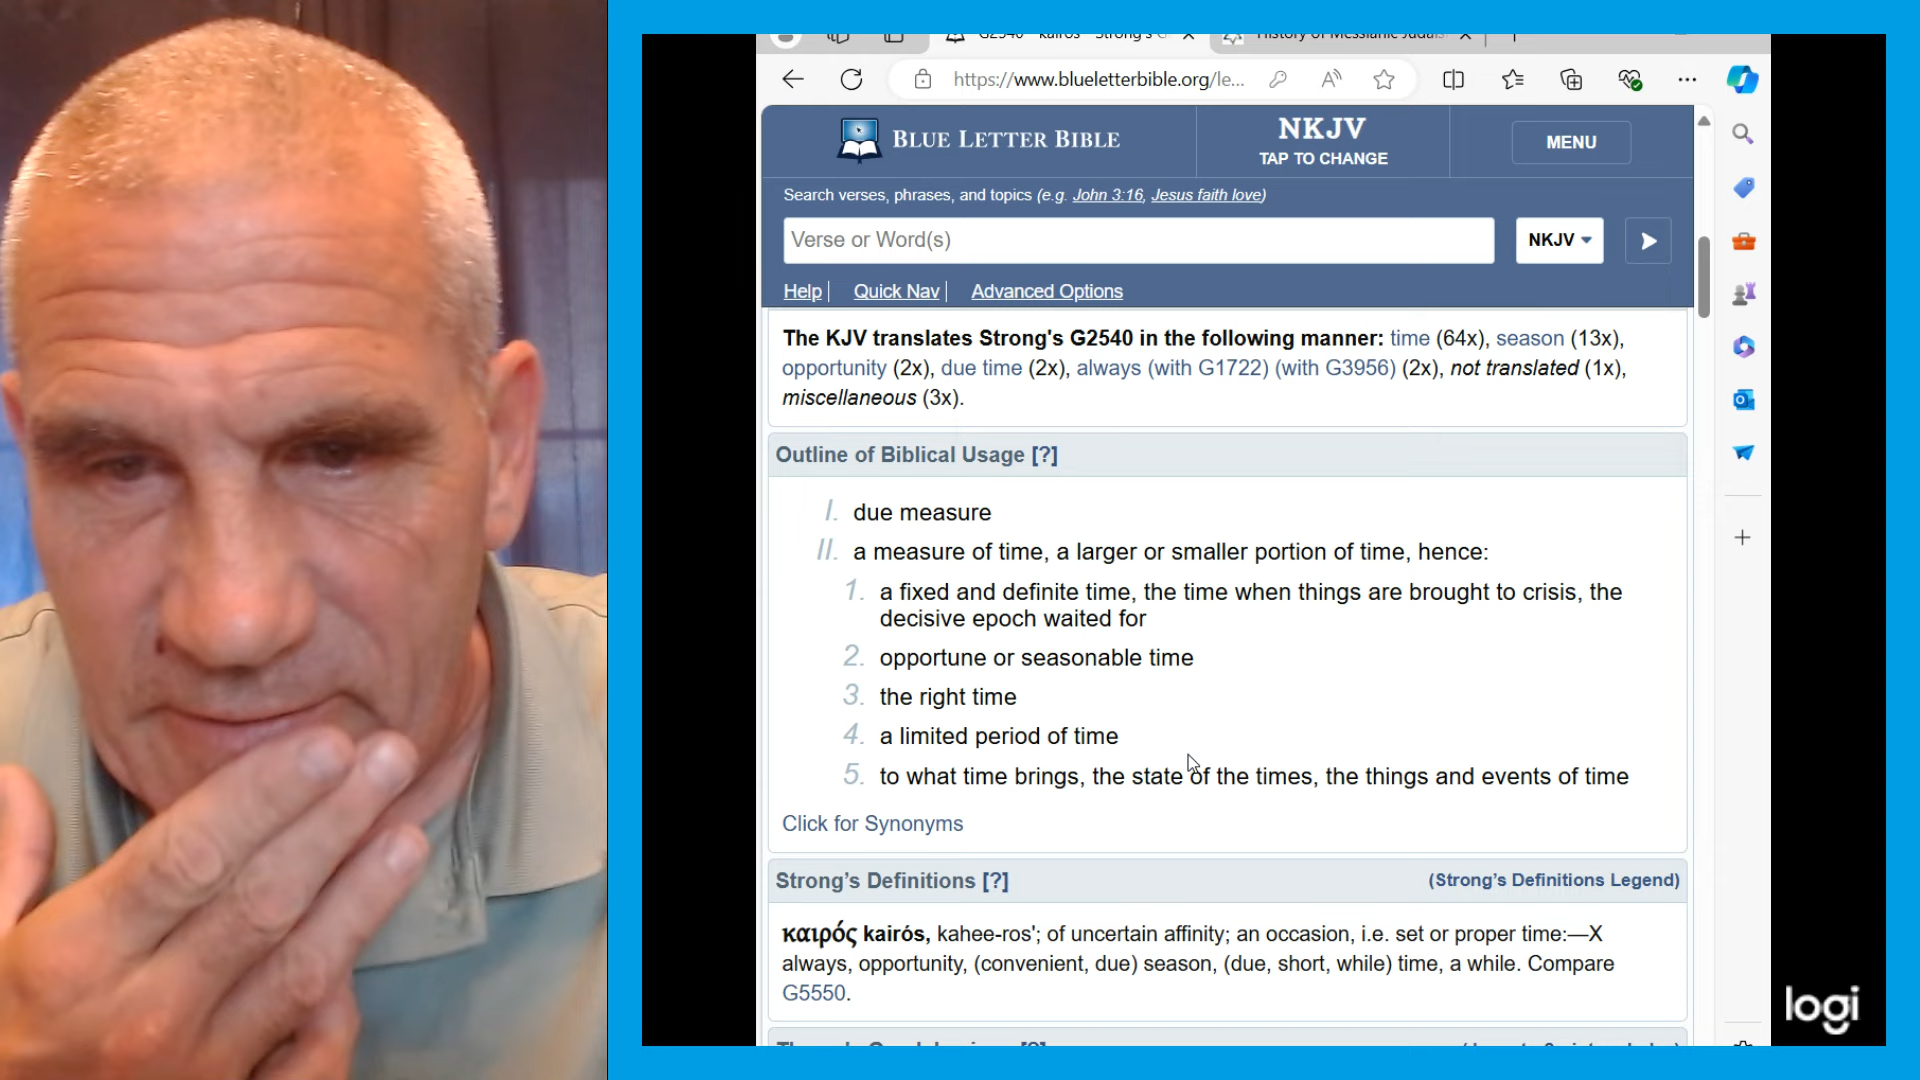 G2540 - kairos - Strong's G
History of Messianic Judais
https://www.blueletterbible.org/le...
BLUE LETTER BIBLE
NKJV
TAP TO CHANGE
MENU
Search verses, phrases, and topics (e.g. John 3:16, Jesus faith love)
Verse or Word(s)
NKJV
Help| Quick Nav| Advanced Options
The KJV translates Strong's G2540 in the following manner: time (64x), season (13x),
opportunity (2x), due time (2x), always (with G1722) (with G3956) (2x), not translated (1x),
miscellaneous (3x).
Outline of Biblical Usage [?]
I. due measure
II. a measure of time, a larger or smaller portion of time, hence:
1. a fixed and definite time, the time when things are brought to crisis, the
decisive epoch waited for
2. opportune or seasonable time
3. the right time
4. a limited period of time
5. to what time brings, the state of the times, the things and events of time
Click for Synonyms
Strong's Definitions [?]
(Strong's Definitions Legend)
καιρός kairós, kahee-ros'; of uncertain affinity; an occasion, i.e. set or proper time:—X
always, opportunity, (convenient, due) season, (due, short, while) time, a while. Compare
G5550.
logi